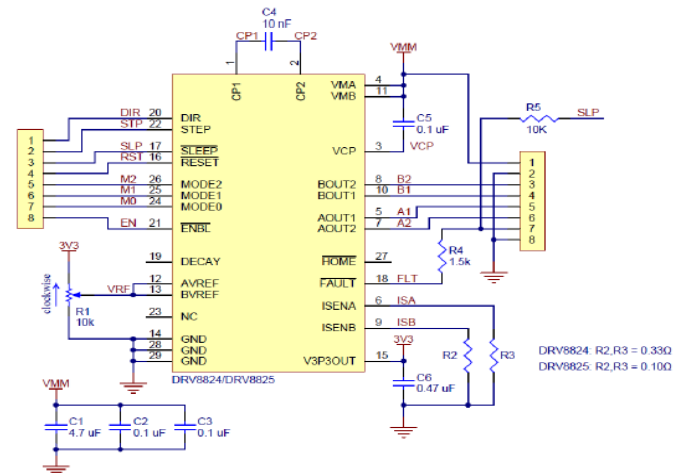 C4
10 nF
CP1 CP2
1 2
CP1 CP2
VMM
VMA 4
VMB 11
C5
0.1 uF
VCP 3 VCP
R5
10K
SLP
1
2
3
4
5
6
7
8
DIR 20 DIR
STP 22 STEP
SLP 17 SLEEP
RST 16 RESET
M2 26 MODE2
M1 25 MODE1
M0 24 MODE0
EN 21 ENBL
BOUT2 8 B2
BOUT1 10 B1
AOUT1 5 A1
AOUT2 7 A2
1
2
3
4
5
6
7
8
R4
1.5k
3V3
19 DECAY
HOME 27
12 AVREF
VRF 13 BVREF
FAULT 18 FLT
clockwise
R1
10k
23 NC
ISENA 6 ISA
ISENB 9 ISB
14 GND
28 GND
29 GND
3V3
V3P3OUT 15
R2
R3
DRV8824: R2,R3 = 0.33Ω
DRV8825: R2,R3 = 0.10Ω
DRV8824/DRV8825
C6
0.47 uF
VMM
C1
4.7 uF
C2
0.1 uF
C3
0.1 uF